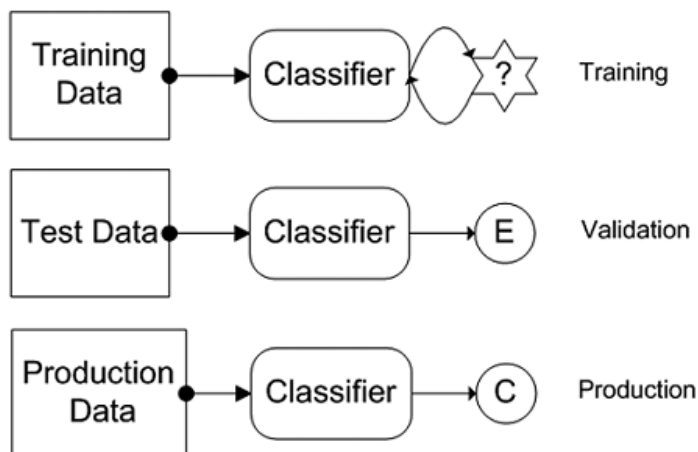 Training
Data
Classifier
?
Training
Test Data
Classifier
E
Validation
Production
Data
Classifier
C
Production